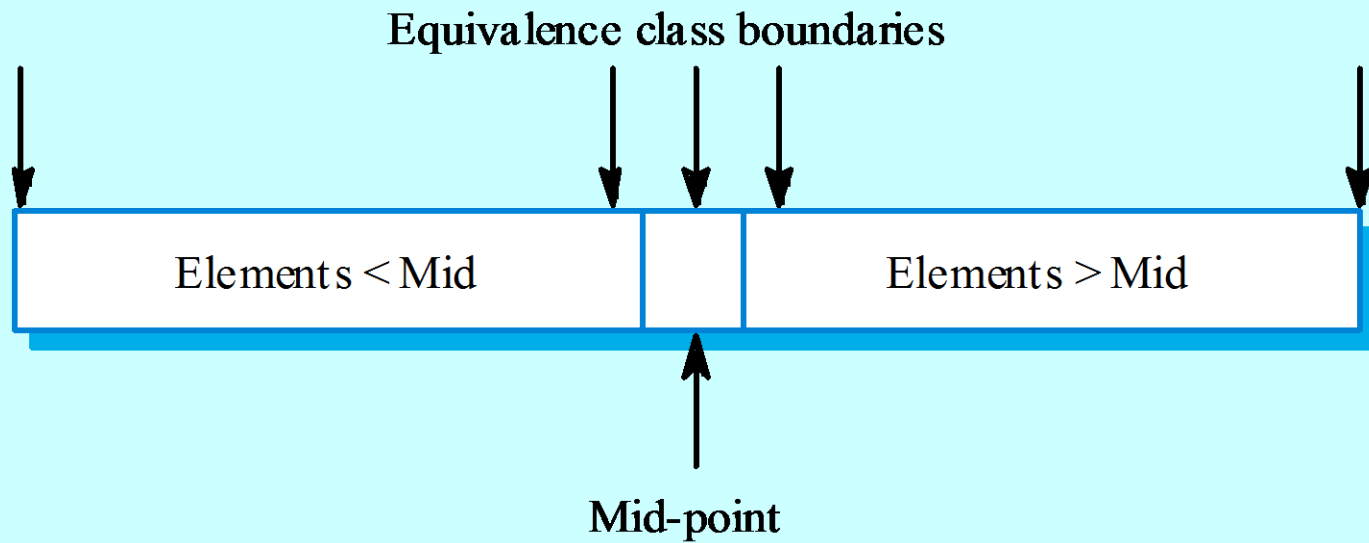 Equivalence class boundaries
Elements < Mid
Elements > Mid
Mid-point